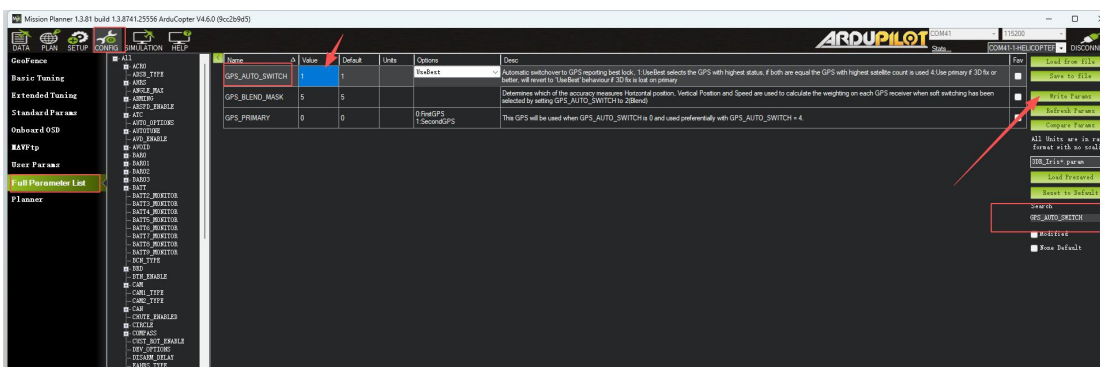 Mission Planner 1.3.81 build 1.3.8741.25556 ArduCopter V4.6.0 (9cc2b9d5)
DATA PLAN SETUP CONFIG SIMULATION HELP
ARDUPILOT
COM41 115200
Stats...
COM41-1-HELICOPTER DISCONNE
GeoFence
Basic Tuning
Extended Tuning
Standard Params
Onboard OSD
MAVFtp
User Params
Full Parameter List
Planner
All
ACRO
ADSB_TYPE
AHRS
ANGLE_MAX
ARMING
ARSPD_ENABLE
ATC
AUTO_OPTIONS
AUTOTUNE
AVD_ENABLE
AVOID
BARO
BARO1
BARO2
BARO3
BATT
BATT2_MONITOR
BATT3_MONITOR
BATT4_MONITOR
BATT5_MONITOR
BATT6_MONITOR
BATT7_MONITOR
BATT8_MONITOR
BATT9_MONITOR
BCN_TYPE
BRD
BTN_ENABLE
CAM
CAM1_TYPE
CAM2_TYPE
CAN
CHUTE_ENABLED
CIRCLE
COMPASS
CUST_ROT_ENABLE
DEV_OPTIONS
DISARM_DELAY
EAHRS_TYPE
Name Value Default Units Options Desc Fav
GPS_AUTO_SWITCH 1 1 UseBest Automatic switchover to GPS reporting best lock, 1:UseBest selects the GPS with highest status, if both are equal the GPS with highest satellite count is used 4:Use primary if 3D fix or
better, will revert to 'UseBest' behaviour if 3D fix is lost on primary
GPS_BLEND_MASK 5 5 Determines which of the accuracy measures Horizontal position, Vertical Position and Speed are used to calculate the weighting on each GPS receiver when soft switching has been
selected by setting GPS_AUTO_SWITCH to 2(Blend)
GPS_PRIMARY 0 0 0:FirstGPS
1:SecondGPS This GPS will be used when GPS_AUTO_SWITCH is 0 and used preferentially with GPS_AUTO_SWITCH = 4.
Load from file
Save to file
Write Params
Refresh Params
Compare Params
All Units are in ra
format with no scali
3DR_Iris+.param
Load Presaved
Reset to Default
Search
GPS_AUTO_SWITCH
Modified
None Default